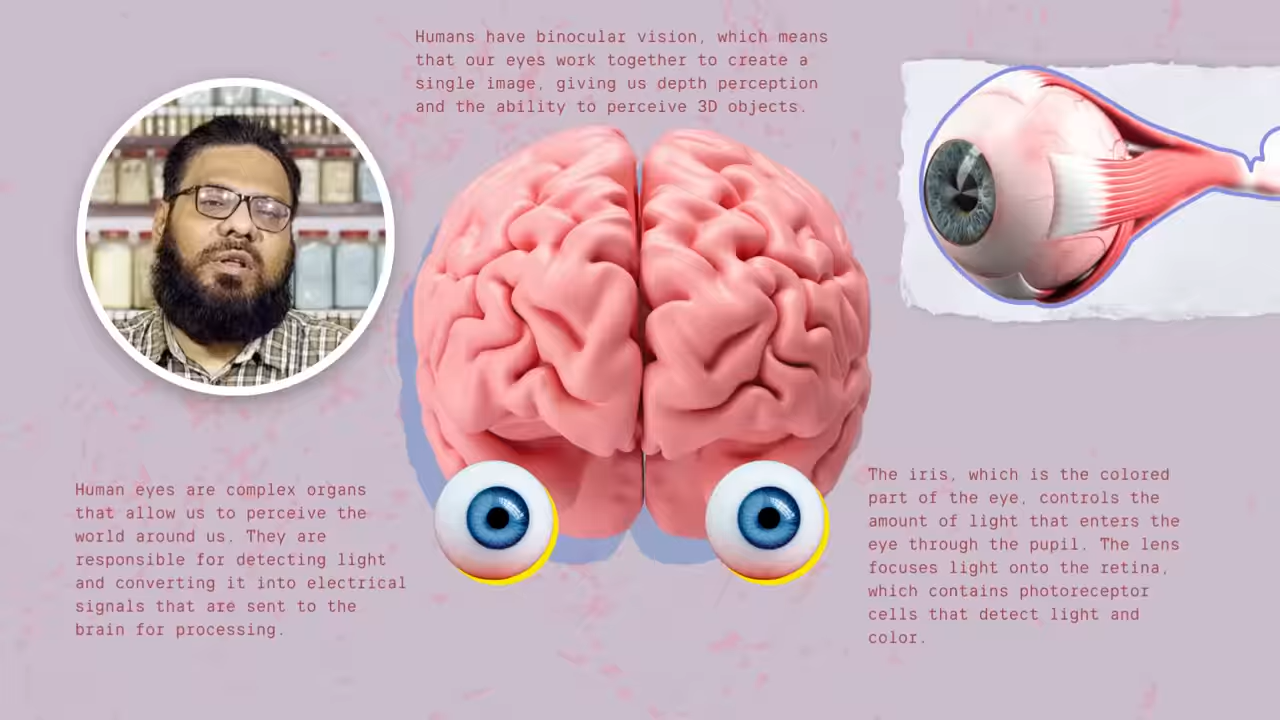 Humans have binocular vision, which means
that our eyes work together to create a
single image, giving us depth perception
and the ability to perceive 3D objects.
Human eyes are complex organs
that allow us to perceive the
world around us. They are
responsible for detecting light
and converting it into electrical
signals that are sent to the
brain for processing.
The iris, which is the colored
part of the eye, controls the
amount of light that enters the
eye through the pupil. The lens
focuses light onto the retina,
which contains photoreceptor
cells that detect light and
color.